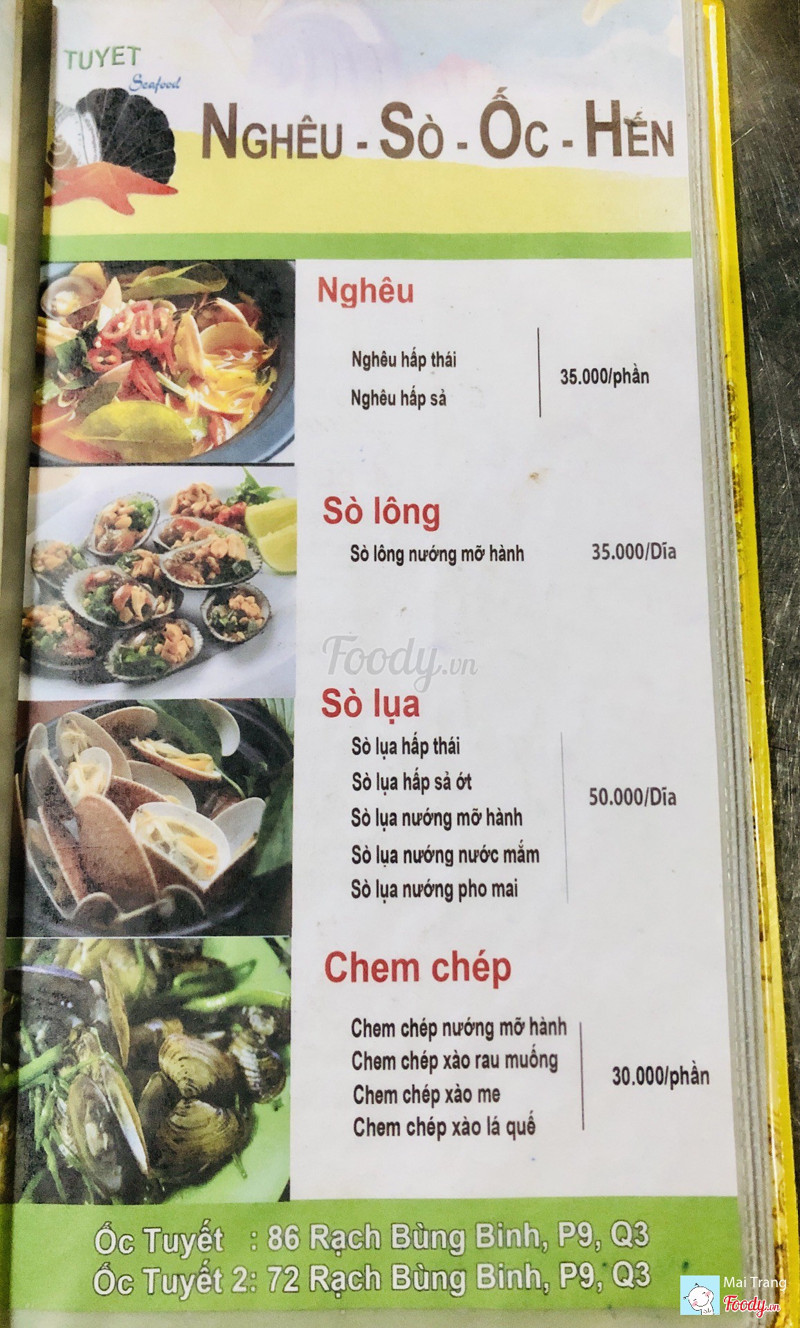 TUYET
Seafood
NGHÊU - SÒ - ỐC - HẾN
Nghêu
Nghêu hấp thái
Nghêu hấp sả
35.000/phần
Sò lông
Sò lông nướng mỡ hành 35.000/Dĩa
Foody.vn
Sò lụa
Sò lụa hấp thái
Sò lụa hấp sả ớt
Sò lụa nướng mỡ hành
Sò lụa nướng nước mắm
Sò lụa nướng pho mai
50.000/Dĩa
Chem chép
Chem chép nướng mỡ hành
Chem chép xào rau muống
Chem chép xào me
Chem chép xào lá quế
30.000/phần
Ốc Tuyết : 86 Rạch Bùng Binh, P9, Q3
Ốc Tuyết 2: 72 Rạch Bùng Binh, P9, Q3
Mai Trang
Foody.vn